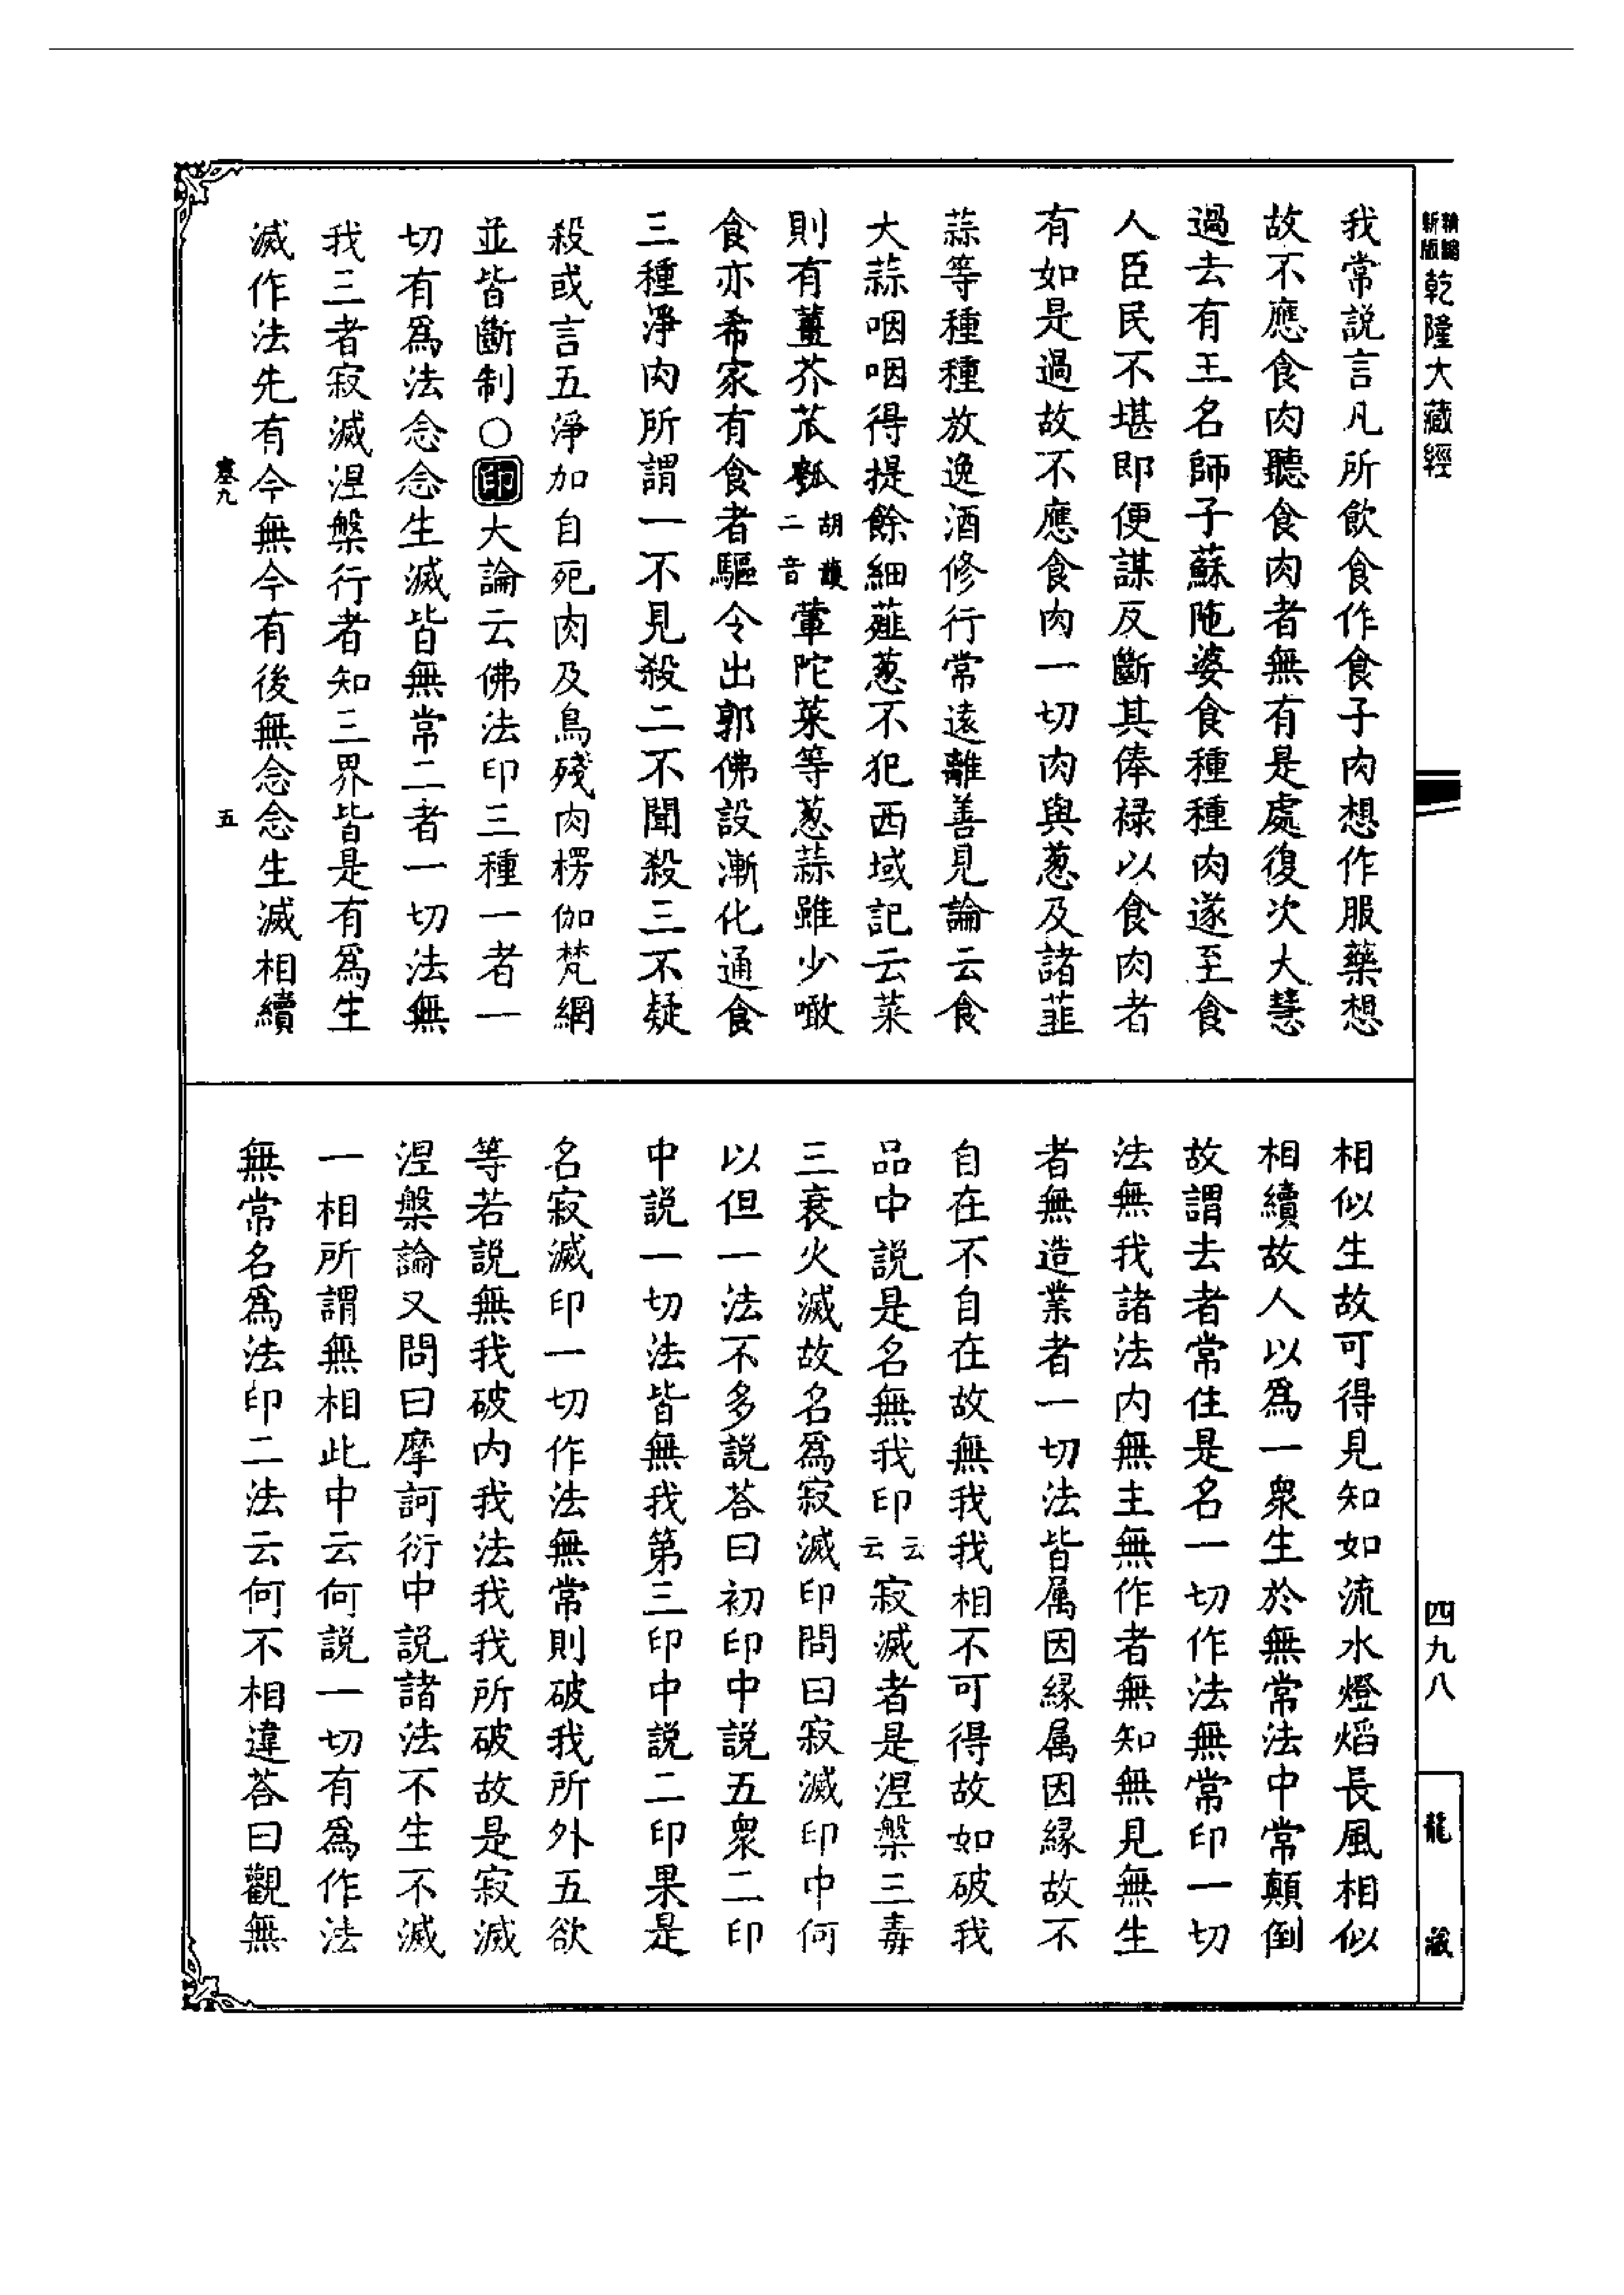 精編
新版
乾隆大藏經
四九八
龍藏
我常説言凡所飲食作食子肉想作服藥想
故不應食肉聽食肉者無有是處復次大慧
過去有王名師子蘇陁婆食種種肉遂至食
人臣民不堪即便謀反斷其俸禄以食肉者
有如是過故不應食肉一切肉與葱及諸韮
蒜等種種放逸酒修行常遠離善見論云食
大蒜咽咽得提餘細薤葱不犯西域記云菜
則有薑芥苽瓠胡護二音葷陀菜等葱蒜雖少噉
食亦希家有食者驅令出郭佛設漸化通食
三種淨肉所謂一不見殺二不聞殺三不疑
殺或言五淨加自死肉及鳥殘肉楞伽梵網
並皆斷制○印大論云佛法印三種一者一
切有爲法念念生滅皆無常二者一切法無
我三者寂滅涅槃行者知三界皆是有爲生
滅作法先有今無今有後無念念生滅相續
相似生故可得見知如流水燈焰長風相似
相續故人以爲一衆生於無常法中常顛倒
故謂去者常住是名一切作法無常印一切
法無我諸法内無主無作者無知無見無生
者無造業者一切法皆属因縁属因縁故不
自在不自在故無我我相不可得故如破我
品中説是名無我印云云寂滅者是涅槃三毒
三衰火滅故名爲寂滅印問曰寂滅印中何
以但一法不多説荅曰初印中説五衆二印
中説一切法皆無我第三印中説二印果是
名寂滅印一切作法無常則破我所外五欲
等若説無我破内我法我我所破故是寂滅
涅槃論又問曰摩訶衍中説諸法不生不滅
一相所謂無相此中云何説一切有爲作法
無常名爲法印二法云何不相違荅曰觀無
九
五